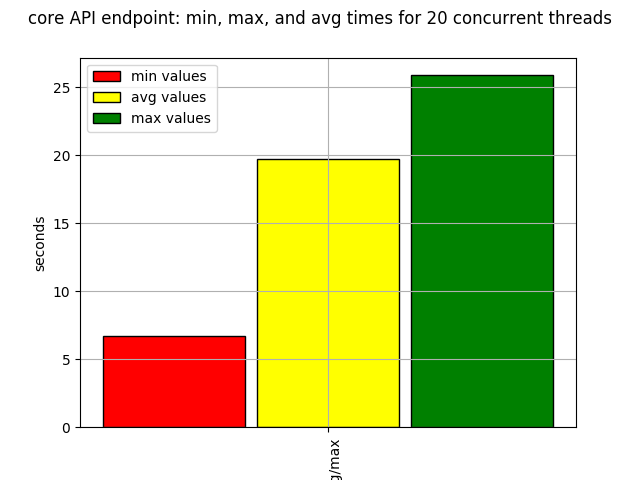 core API endpoint: min, max, and avg times for 20 concurrent threads
min values
avg values
max values
25
20
15
10
5
0
seconds
g/max